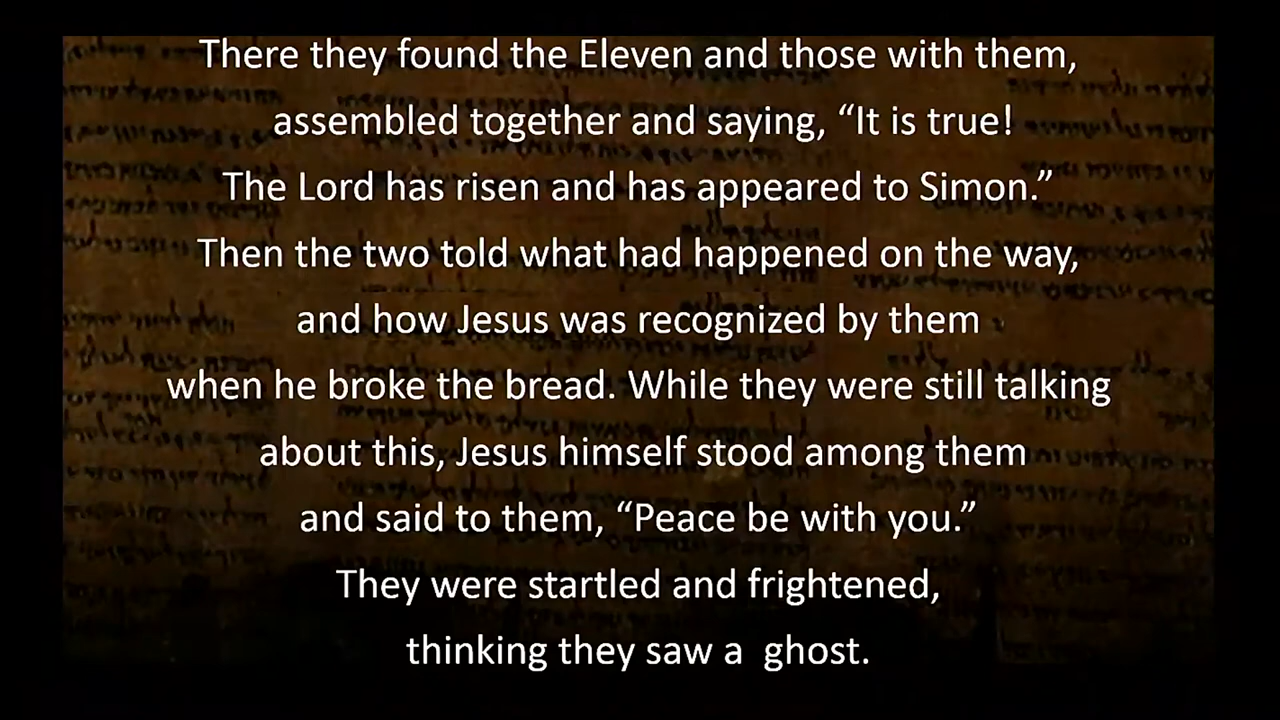 There they found the Eleven and those with them,
assembled together and saying, “It is true!
The Lord has risen and has appeared to Simon.”
Then the two told what had happened on the way,
and how Jesus was recognized by them
when he broke the bread. While they were still talking
about this, Jesus himself stood among them
and said to them, “Peace be with you.”
They were startled and frightened,
thinking they saw a  ghost.